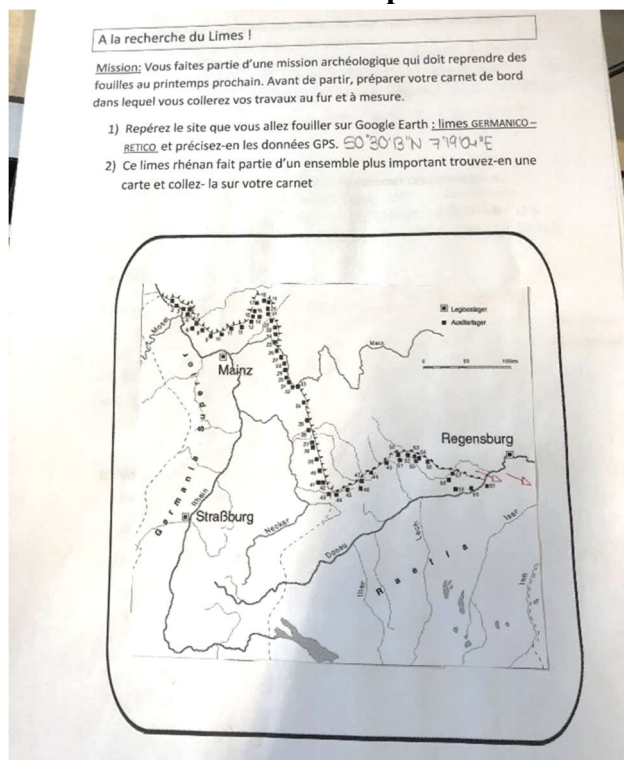 A la recherche du Limes !
Mission: Vous faites partie d'une mission archéologique qui doit reprendre des
fouilles au printemps prochain. Avant de partir, préparer votre carnet de bord
dans lequel vous collerez vos travaux au fur et à mesure.
1) Repérez le site que vous allez fouiller sur Google Earth : limes GERMANICO –
RETICO et précisez-en les données GPS. 50°30'13"N 7°19'04"E
2) Ce limes rhénan fait partie d'un ensemble plus important trouvez-en une
carte et collez- la sur votre carnet
Legionslager
Auxiliarlager
0 50 100km
Mosel
Main
Mainz
Germania
Superior
Rhein
Regensburg
Straßburg
Neckar
Donau
Iller
Lech
Raetia
Isar
Inn